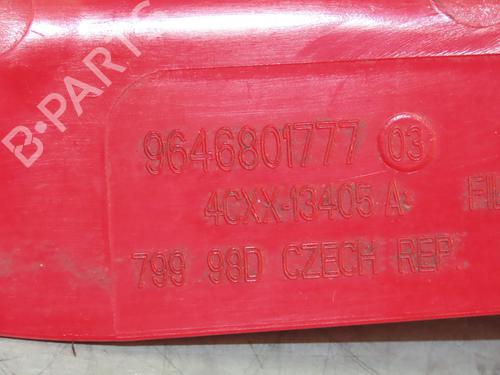 B-PARTS
9646801777 03
4CXX-13405 A
799 98D CZECH REP